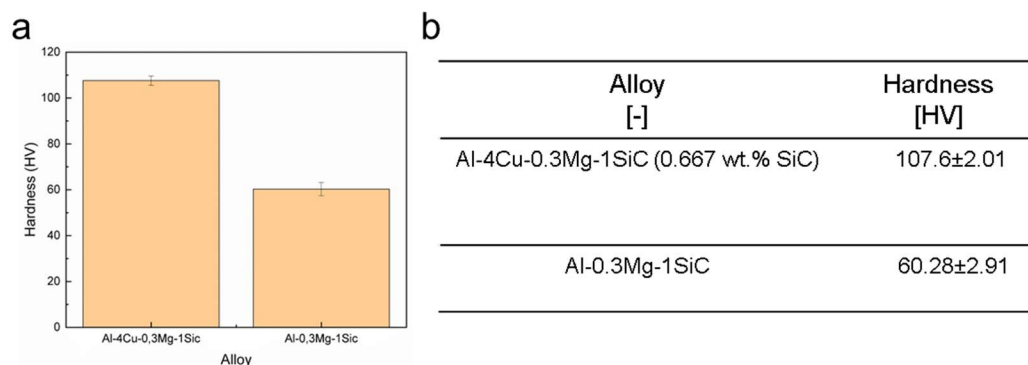 a
120
100
80
60
40
20
0
Hardness (HV)
Al-4Cu-0,3Mg-1Sic
Al-0,3Mg-1Sic
Alloy
b
Alloy
[-]
Hardness
[HV]
Al-4Cu-0.3Mg-1SiC (0.667 wt.% SiC)
107.6±2.01
Al-0.3Mg-1SiC
60.28±2.91